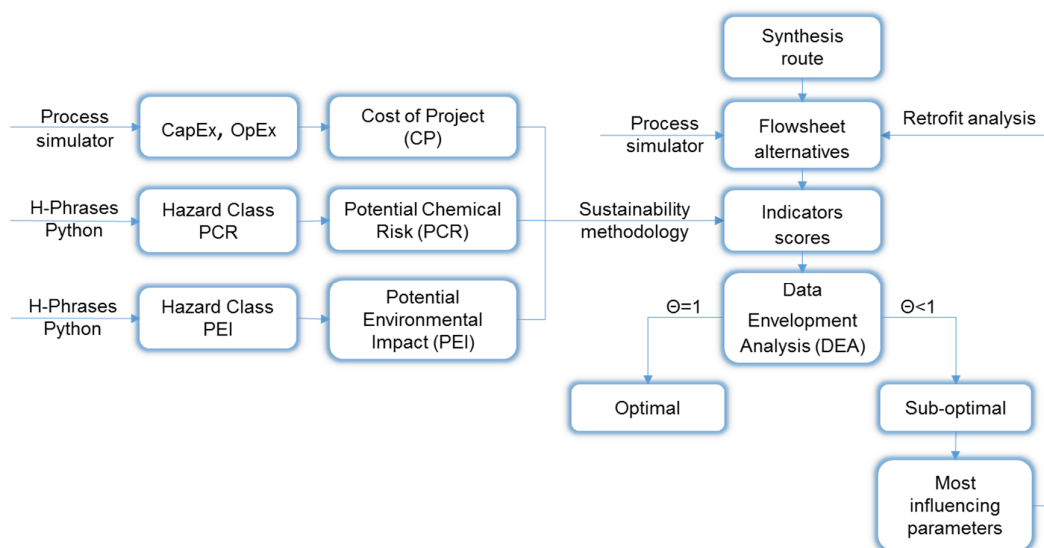 Synthesis
route
Process
simulator
CapEx, OpEx
Cost of Project
(CP)
Process
simulator
Flowsheet
alternatives
Retrofit analysis
H-Phrases
Python
Hazard Class
PCR
Potential Chemical
Risk (PCR)
Sustainability
methodology
Indicators
scores
H-Phrases
Python
Hazard Class
PEI
Potential
Environmental
Impact (PEI)
Θ=1
Data
Envelopment
Analysis (DEA)
Θ<1
Optimal
Sub-optimal
Most
influencing
parameters